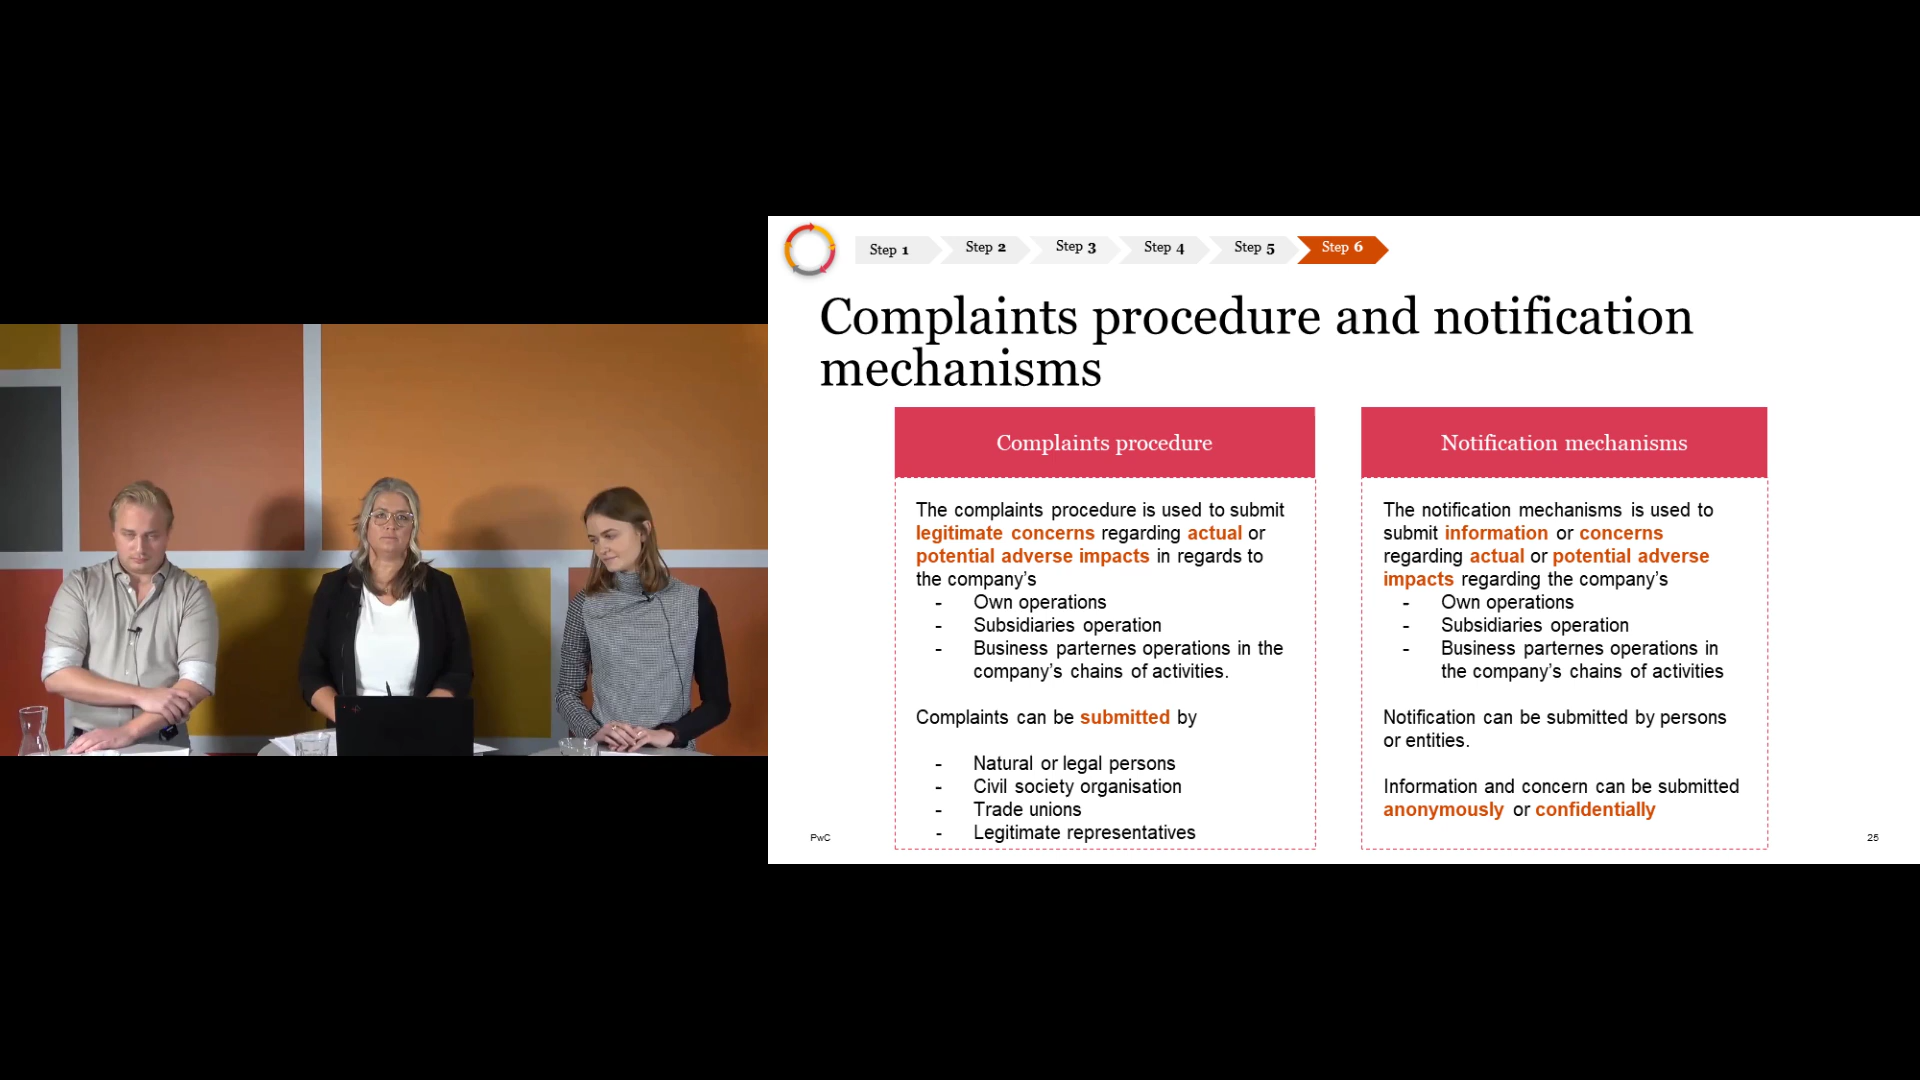 Step 1
Step 2
Step 3
Step 4
Step 5
Step 6
Complaints procedure and notification
mechanisms
Complaints procedure
The complaints procedure is used to submit
legitimate concerns regarding actual or
potential adverse impacts in regards to
the company's
- Own operations
- Subsidiaries operation
- Business parternes operations in the
company's chains of activities.
Complaints can be submitted by
- Natural or legal persons
- Civil society organisation
- Trade unions
- Legitimate representatives
Notification mechanisms
The notification mechanisms is used to
submit information or concerns
regarding actual or potential adverse
impacts regarding the company's
- Own operations
- Subsidiaries operation
- Business parternes operations in
the company's chains of activities
Notification can be submitted by persons
or entities.
Information and concern can be submitted
anonymously or confidentially
PwC
25